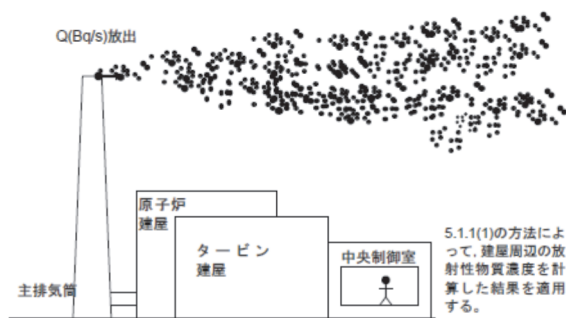 Q(Bq/s)放出
原子炉
建屋
タービン
建屋
中央制御室
主排気筒
5.1.1(1)の方法によ
って,建屋周辺の放
射性物質濃度を計
算した結果を適用
する。